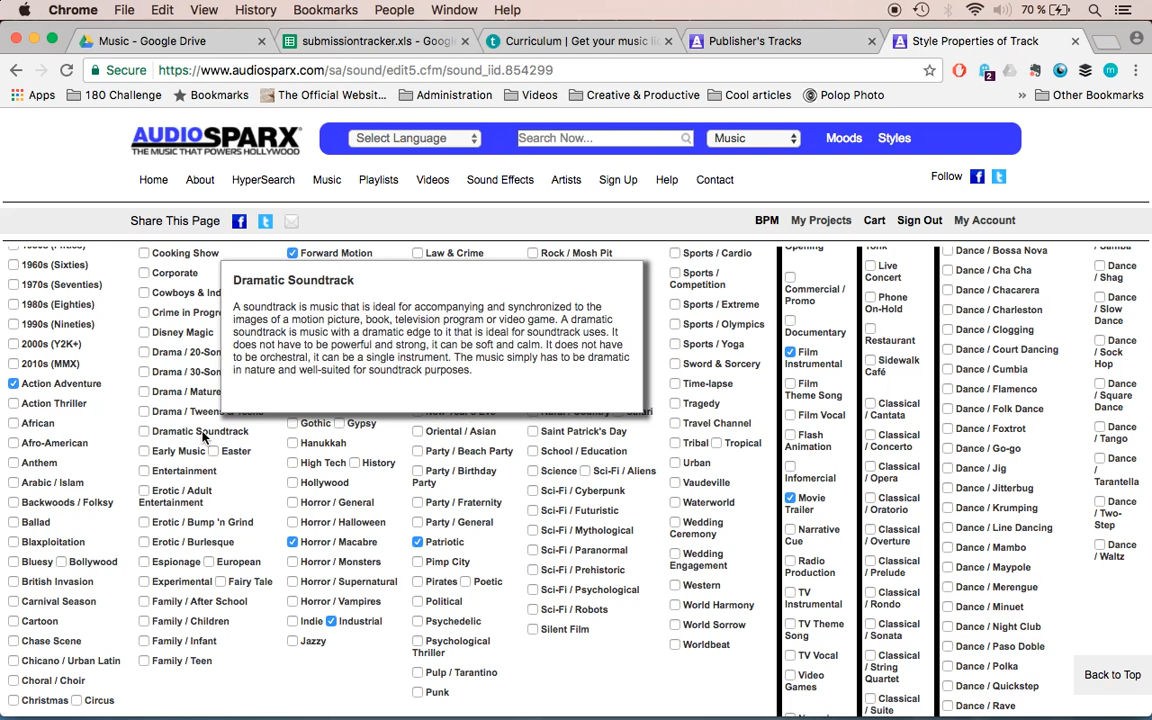 Chrome File Edit View History Bookmarks People Window Help 70 %
Music - Google Drive
submissiontracker.xls - Goog
Curriculum | Get your music li
Publisher's Tracks
Style Properties of Track
Secure https://www.audiosparx.com/sa/sound/edit5.cfm/sound_iid.854299
Apps 180 Challenge Bookmarks The Official Websit... Administration Videos Creative & Productive Cool articles Polop Photo » Other Bookmarks
AUDIOSPARX
THE MUSIC THAT POWERS HOLLYWOOD
Select Language Search Now... Music Moods Styles
Home About HyperSearch Music Playlists Videos Sound Effects Artists Sign Up Help Contact
Follow
Share This Page
BPM My Projects Cart Sign Out My Account
1960s (Sixties)
1970s (Seventies)
1980s (Eighties)
1990s (Nineties)
2000s (Y2K+)
2010s (MMX)
Action Adventure
Action Thriller
African
Afro-American
Anthem
Arabic / Islam
Backwoods / Folksy
Ballad
Blaxploitation
Bluesy Bollywood
British Invasion
Carnival Season
Cartoon
Chase Scene
Chicano / Urban Latin
Choral / Choir
Christmas Circus
Cooking Show
Corporate
Cowboys & Ind
Crime in Progre
Disney Magic
Drama / 20-Son
Drama / 30-Son
Drama / Mature
Drama / Tweens & Teens
Dramatic Soundtrack
Early Music Easter
Entertainment
Erotic / Adult
Entertainment
Erotic / Bump 'n Grind
Erotic / Burlesque
Espionage European
Experimental Fairy Tale
Family / After School
Family / Children
Family / Infant
Family / Teen
Forward Motion
Dramatic Soundtrack
A soundtrack is music that is ideal for accompanying and synchronized to the
images of a motion picture, book, television program or video game. A dramatic
soundtrack is music with a dramatic edge to it that is ideal for soundtrack uses. It
does not have to be powerful and strong, it can be soft and calm. It does not have
to be orchestral, it can be a single instrument. The music simply has to be dramatic
in nature and well-suited for soundtrack purposes.
Gothic Gypsy
Hanukkah
High Tech History
Hollywood
Horror / General
Horror / Halloween
Horror / Macabre
Horror / Monsters
Horror / Supernatural
Horror / Vampires
Indie Industrial
Jazzy
Law & Crime
Oriental / Asian
Party / Beach Party
Party / Birthday
Party
Party / Fraternity
Party / General
Patriotic
Pimp City
Pirates Poetic
Political
Psychedelic
Psychological
Thriller
Pulp / Tarantino
Punk
Rock / Mosh Pit
Saint Patrick's Day
School / Education
Science Sci-Fi / Aliens
Sci-Fi / Cyberpunk
Sci-Fi / Futuristic
Sci-Fi / Mythological
Sci-Fi / Paranormal
Sci-Fi / Prehistoric
Sci-Fi / Psychological
Sci-Fi / Robots
Silent Film
Sports / Cardio
Sports /
Competition
Sports / Extreme
Sports / Olympics
Sports / Yoga
Sword & Sorcery
Time-lapse
Tragedy
Travel Channel
Tribal Tropical
Urban
Vaudeville
Waterworld
Wedding
Ceremony
Wedding
Engagement
Western
World Harmony
World Sorrow
Worldbeat
Opening
Commercial /
Promo
Documentary
Film
Instrumental
Film
Theme Song
Film Vocal
Flash
Animation
Infomercial
Movie
Trailer
Narrative
Cue
Radio
Production
TV
Instrumental
TV Theme
Song
TV Vocal
Video
Games
Live
Concert
Phone
On-Hold
Restaurant
Sidewalk
Café
Classical
/ Cantata
Classical
/ Concerto
Classical
/ Opera
Classical
/ Oratorio
Classical
/ Overture
Classical
/ Prelude
Classical
/ Rondo
Classical
/ Sonata
Classical
/ String
Quartet
Classical
/ Suite
Dance / Bossa Nova
Dance / Cha Cha
Dance / Charleston
Dance / Clogging
Dance / Court Dancing
Dance / Cumbia
Dance / Flamenco
Dance / Folk Dance
Dance / Foxtrot
Dance / Go-go
Dance / Jig
Dance / Jitterbug
Dance / Krumping
Dance / Line Dancing
Dance / Mambo
Dance / Maypole
Dance / Merengue
Dance / Minuet
Dance / Night Club
Dance / Paso Doble
Dance / Polka
Dance / Quickstep
Dance / Rave
Dance
/ Shag
Dance
/ Slow
Dance
Dance
/ Sock
Hop
Dance
/ Square
Dance
Dance
/ Tango
Dance
/
Tarantella
Dance
/ Two-
Step
Dance
/ Waltz
Back to Top